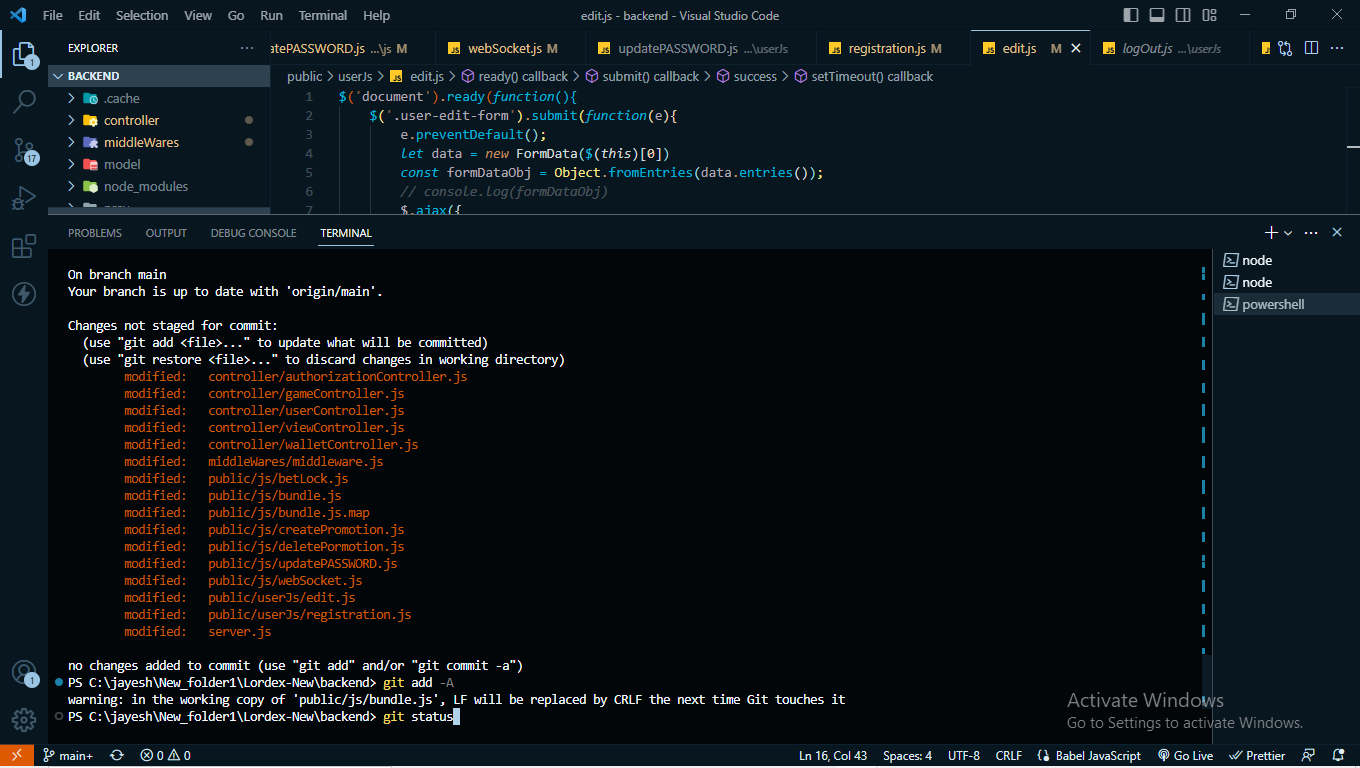 File Edit Selection View Go Run Terminal Help edit.js - backend - Visual Studio Code
EXPLORER
atePASSWORD.js ...\js M webSocket.js M updatePASSWORD.js ...\userJs registration.js M edit.js M logOut.js ...\userJs
BACKEND
public > userJs > edit.js > ready() callback > submit() callback > success > setTimeout() callback
.cache
controller
middleWares
model
node_modules
1 $('document').ready(function(){
2 $('.user-edit-form').submit(function(e){
3 e.preventDefault();
4 let data = new FormData($(this)[0])
5 const formDataObj = Object.fromEntries(data.entries());
6 // console.log(formDataObj)
7 $.ajax({
PROBLEMS OUTPUT DEBUG CONSOLE TERMINAL
On branch main
Your branch is up to date with 'origin/main'.
Changes not staged for commit:
(use "git add <file>..." to update what will be committed)
(use "git restore <file>..." to discard changes in working directory)
modified: controller/authorizationController.js
modified: controller/gameController.js
modified: controller/userController.js
modified: controller/viewController.js
modified: controller/walletController.js
modified: middleWares/middleware.js
modified: public/js/betLock.js
modified: public/js/bundle.js
modified: public/js/bundle.js.map
modified: public/js/createPromotion.js
modified: public/js/deletePormotion.js
modified: public/js/updatePASSWORD.js
modified: public/js/webSocket.js
modified: public/userJs/edit.js
modified: public/userJs/registration.js
modified: server.js
no changes added to commit (use "git add" and/or "git commit -a")
PS C:\jayesh\New_folder1\Lordex-New\backend> git add -A
warning: in the working copy of 'public/js/bundle.js', LF will be replaced by CRLF the next time Git touches it
PS C:\jayesh\New_folder1\Lordex-New\backend> git status
node
node
powershell
1
17
1
Activate Windows
Go to Settings to activate Windows.
main+ 0 0 Ln 16, Col 43 Spaces: 4 UTF-8 CRLF Babel JavaScript Go Live Prettier